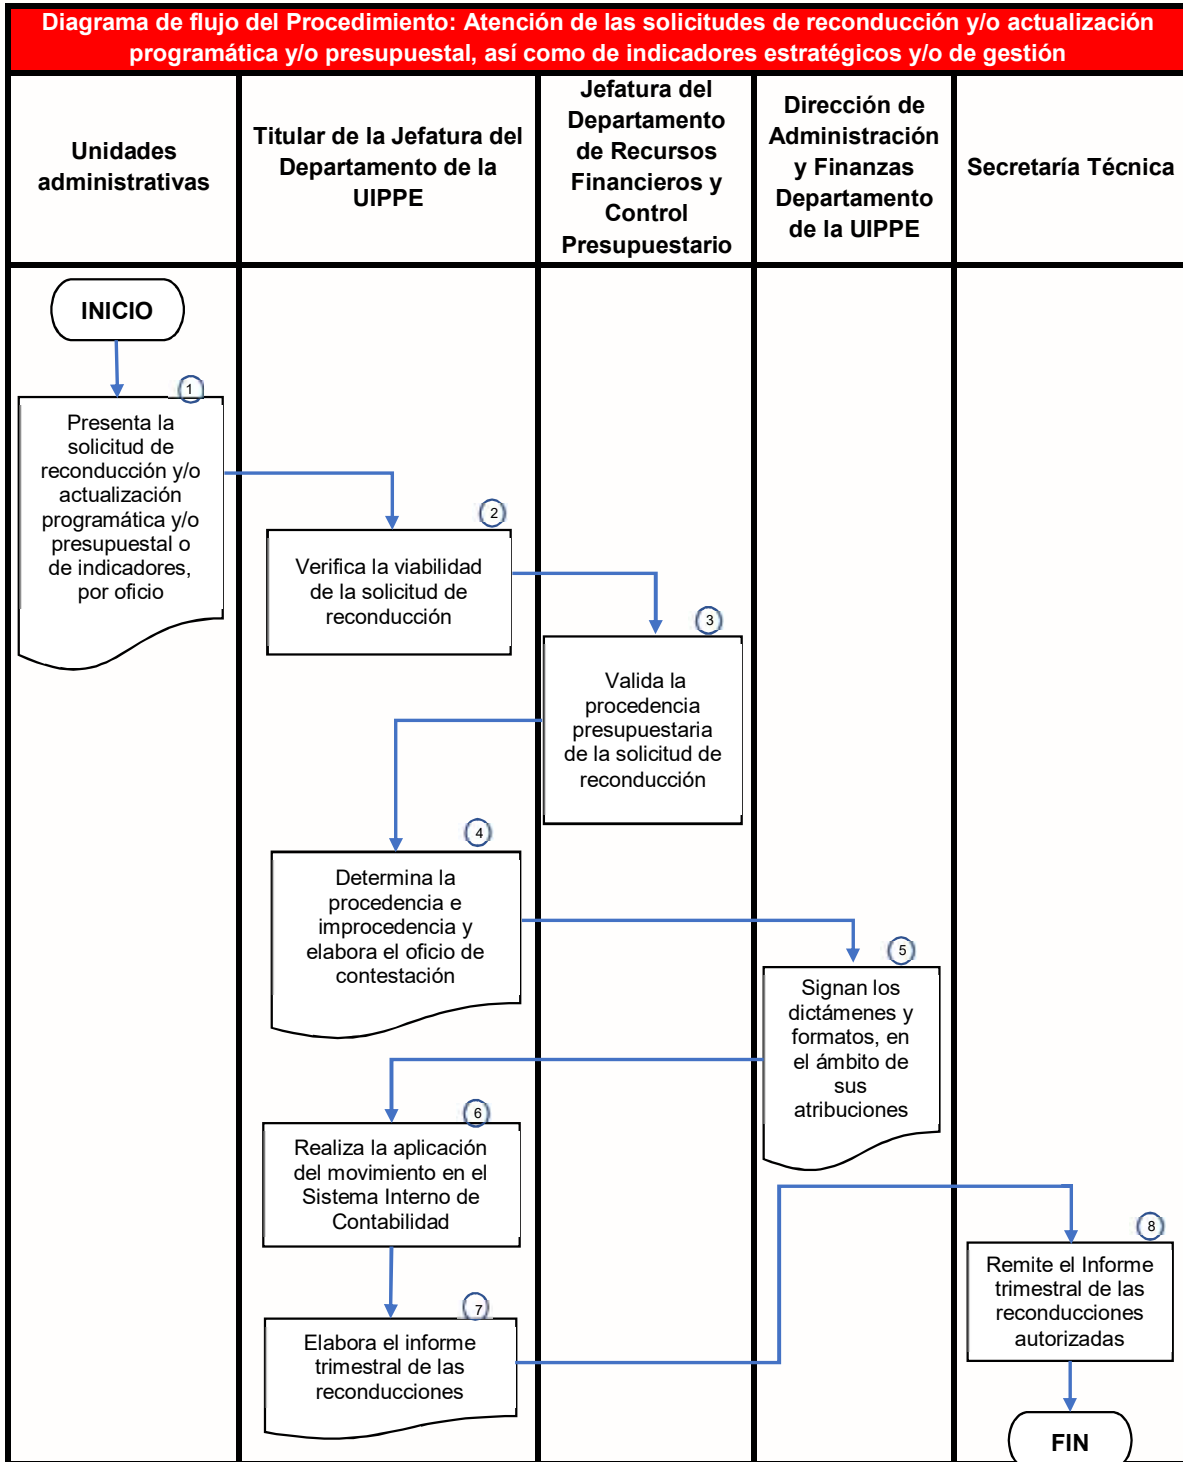 Diagrama de flujo del Procedimiento: Atención de las solicitudes de reconducción y/o actualización
programática y/o presupuestal, así como de indicadores estratégicos y/o de gestión
Unidades
administrativas
Titular de la Jefatura del
Departamento de la
UIPPE
Jefatura del
Departamento
de Recursos
Financieros y
Control
Presupuestario
Dirección de
Administración
y Finanzas
Departamento
de la UIPPE
Secretaría Técnica
INICIO
1
Presenta la
solicitud de
reconducción y/o
actualización
programática y/o
presupuestal o
de indicadores,
por oficio
2
Verifica la viabilidad
de la solicitud de
reconducción
3
Valida la
procedencia
presupuestaria
de la solicitud de
reconducción
4
Determina la
procedencia e
improcedencia y
elabora el oficio de
contestación
5
Signan los
dictámenes y
formatos, en
el ámbito de
sus
atribuciones
6
Realiza la aplicación
del movimiento en el
Sistema Interno de
Contabilidad
7
Elabora el informe
trimestral de las
reconducciones
8
Remite el Informe
trimestral de las
reconducciones
autorizadas
FIN